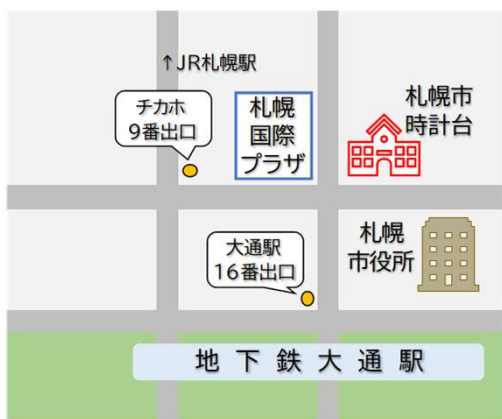 ↑JR札幌駅
チカホ
9番出口
札幌
国際
プラザ
札幌市
時計台
大通駅
16番出口
札幌
市役所
地下鉄大通駅